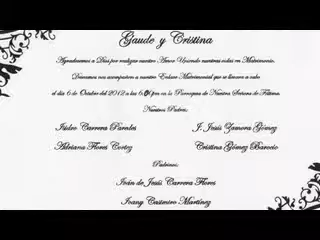 Gaude y Cristina
Agradecemos a Dios por realizar nuestro Amor Uniendo nuestras vidas en Matrimonio.
Deseamos nos acompañen a nuestro Enlace Matrimonial que se llevara a cabo
el día 6 de Octubre del 2012 a las 6:00 pm en la Parroquia de Nuestra Señora de Fátima.
Nuestros Padres:
Isidro Carrera Parales
J. Jesús Zamora Gómez
Adriana Flores Cortez
Cristina Gómez Barocio
Padrinos:
Iván de Jesús Carrera Flores
Ivang Casimiro Martínez